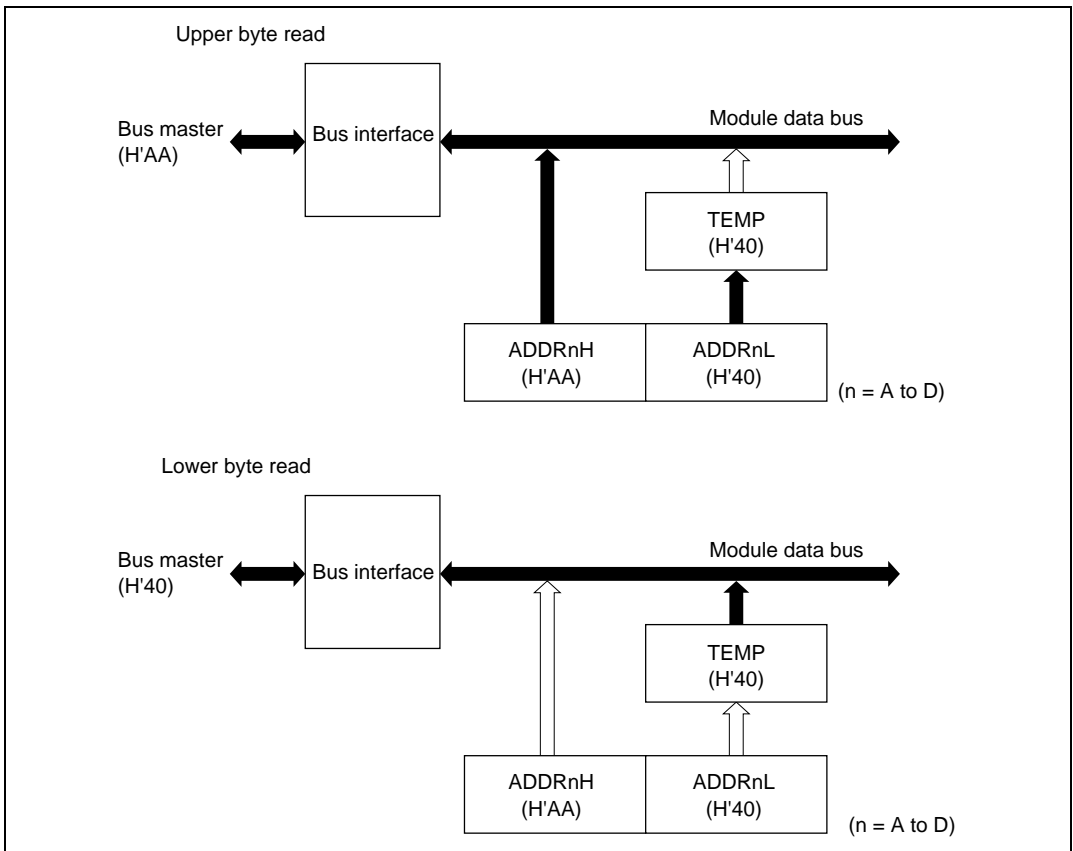 Upper byte read
Bus master
(H'AA)
Bus interface
Module data bus
TEMP
(H'40)
ADDRnH
(H'AA)
ADDRnL
(H'40)
(n = A to D)
Lower byte read
Bus master
(H'40)
Bus interface
Module data bus
TEMP
(H'40)
ADDRnH
(H'AA)
ADDRnL
(H'40)
(n = A to D)